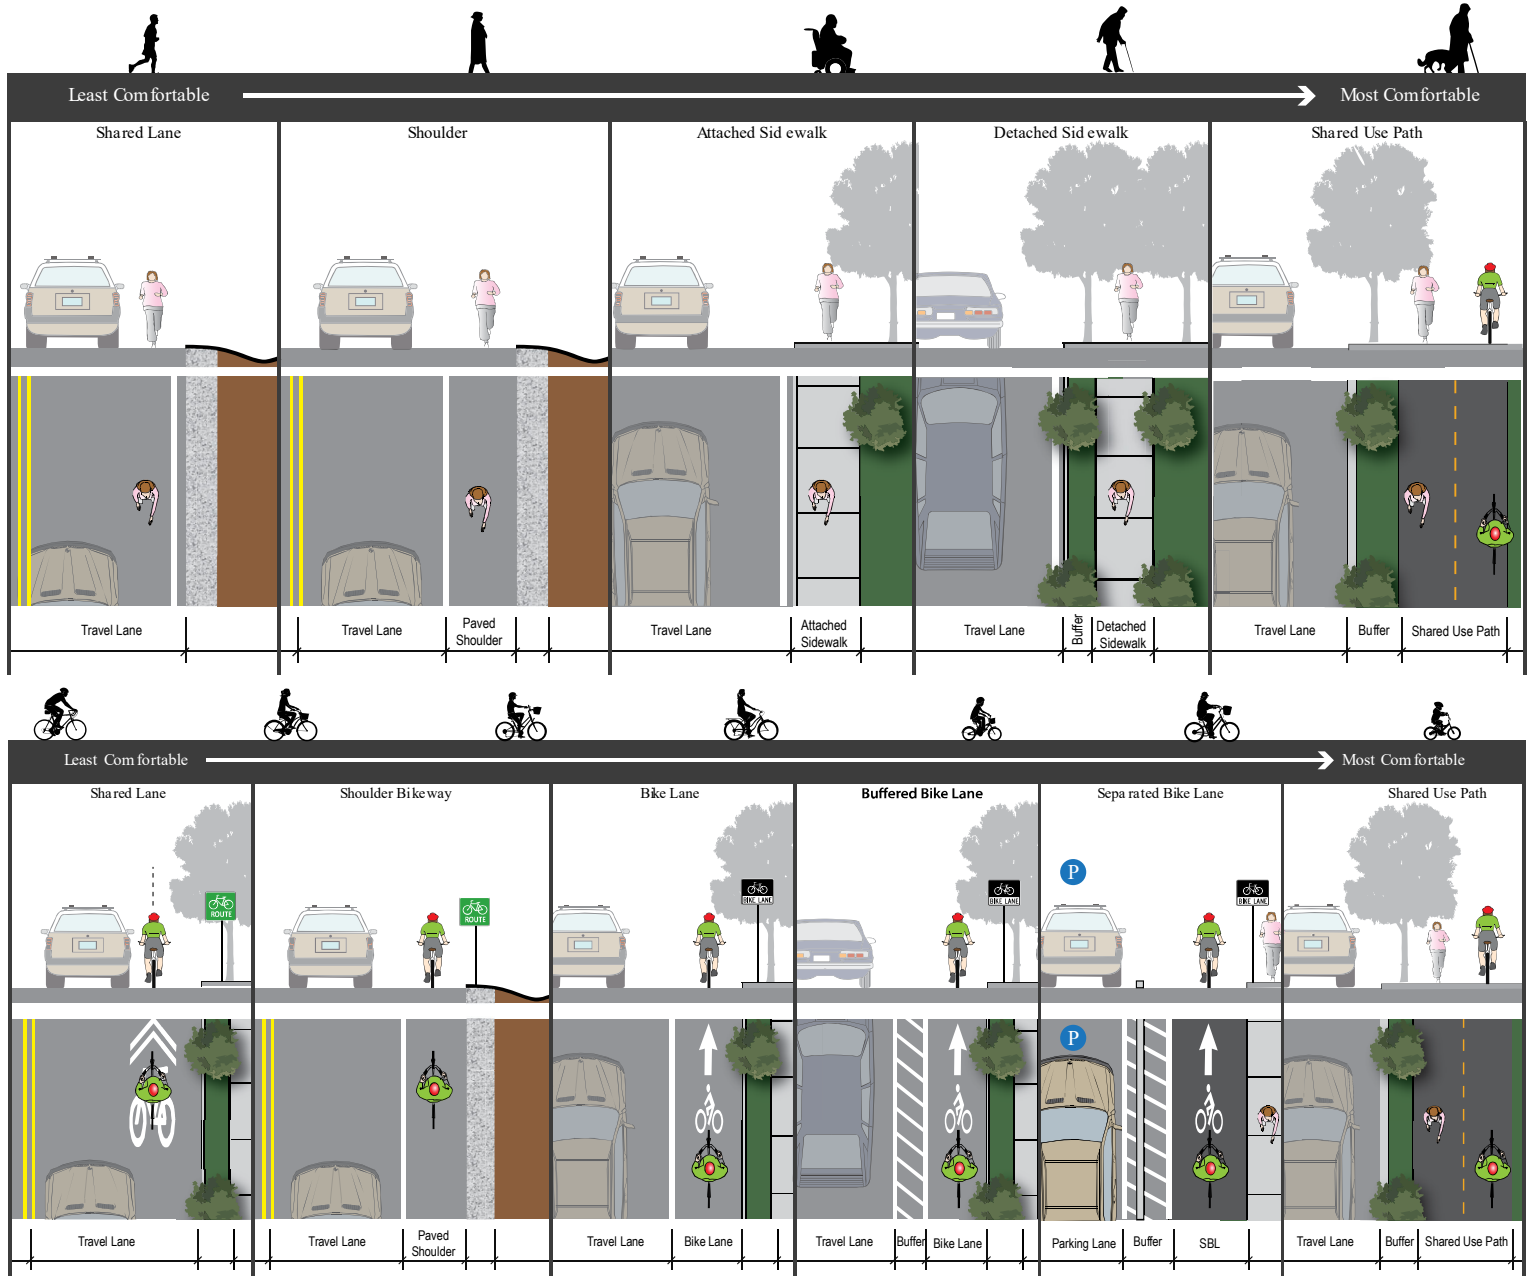 Least Comfortable
Most Comfortable
Shared Lane
Shoulder
Attached Sid ewalk
Detached Sid ewalk
Shared Use Path
Travel Lane
Travel Lane
Paved
Shoulder
Travel Lane
Attached
Sidewalk
Travel Lane
Buffer
Detached
Sidewalk
Travel Lane
Buffer
Shared Use Path
Least Comfortable
Most Comfortable
Shared Lane
Shoulder Bikeway
Bike Lane
Buffered Bike Lane
Separated Bike Lane
Shared Use Path
ROUTE
ROUTE
BIKE LANE
BIKE LANE
P
BIKE LANE
P
Travel Lane
Travel Lane
Paved
Shoulder
Travel Lane
Bike Lane
Travel Lane
Buffer
Bike Lane
Parking Lane
Buffer
SBL
Travel Lane
Buffer
Shared Use Path